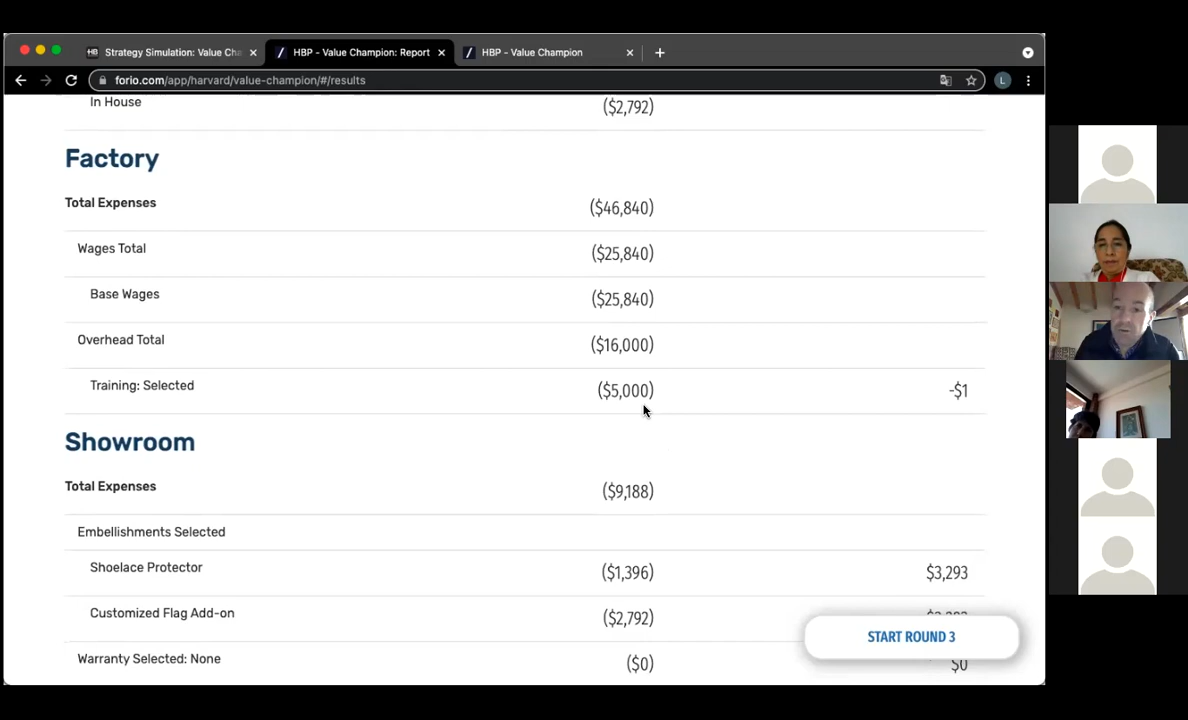 Strategy Simulation: Value Cha
HBP - Value Champion: Report
HBP - Value Champion
forio.com/app/harvard/value-champion/#/results
L
In House ($2,792)
Factory
Total Expenses ($46,840)
Wages Total ($25,840)
Base Wages ($25,840)
Overhead Total ($16,000)
Training: Selected ($5,000) -$1
Showroom
Total Expenses ($9,188)
Embellishments Selected
Shoelace Protector ($1,396) $3,293
Customized Flag Add-on ($2,792)
START ROUND 3
Warranty Selected: None ($0) $0